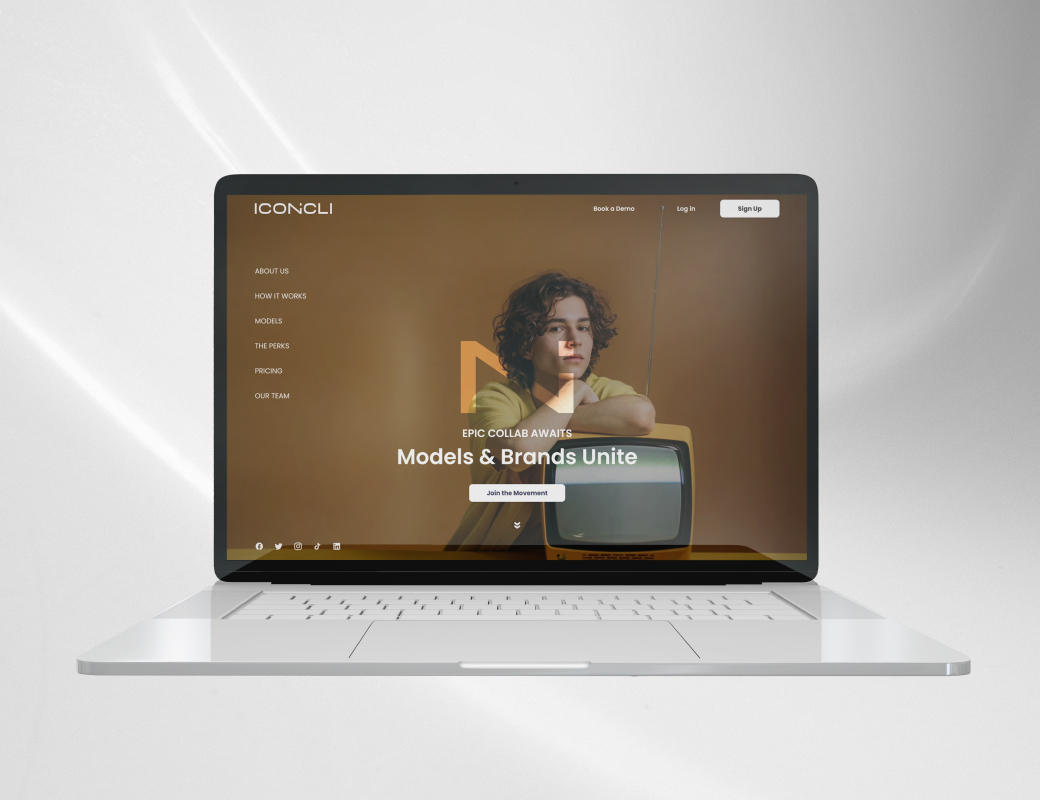 ICONCLI
Book a Demo
Log in
Sign Up
ABOUT US
HOW IT WORKS
MODELS
THE PERKS
PRICING
OUR TEAM
N
EPIC COLLAB AWAITS
Models & Brands Unite
Join the Movement